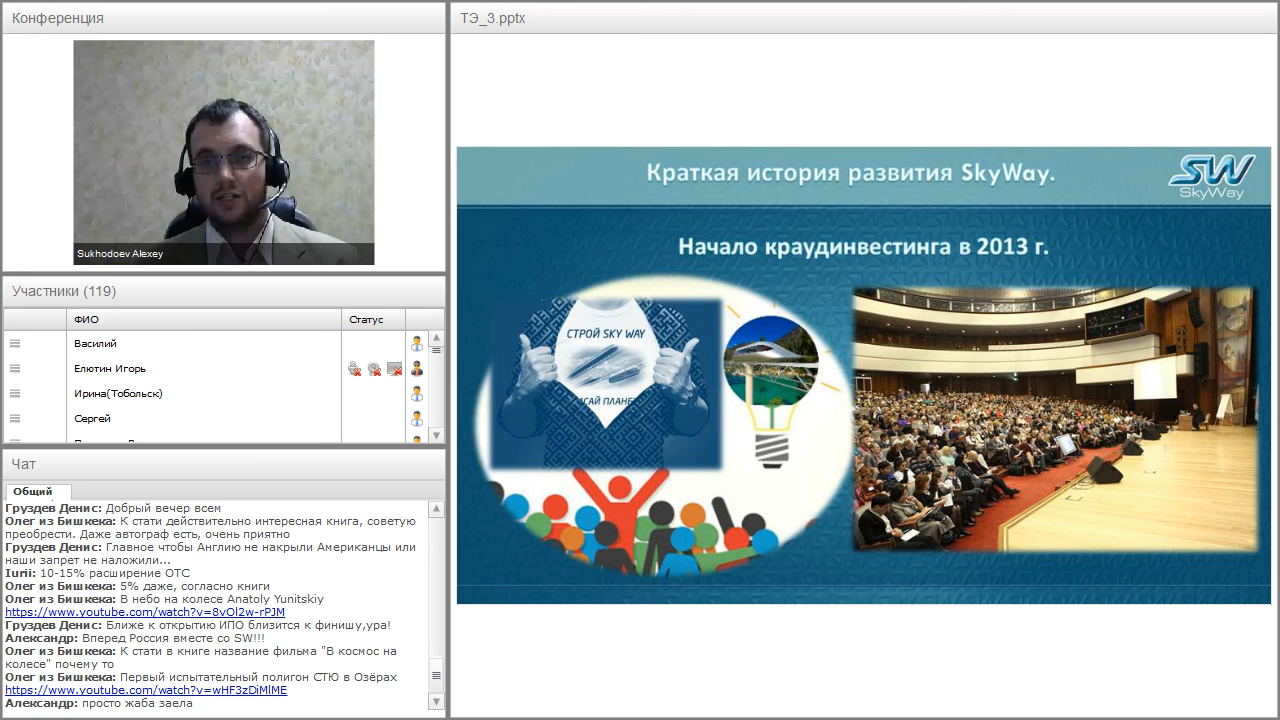 Конференция
Sukhodoev Alexey
Участники (119)
ФИО
Статус
Василий
Елютин Игорь
Ирина(Тобольск)
Сергей
Чат
Общий
Груздев Денис: Добрый вечер всем
Олег из Бишкека: К стати действительно интересная книга, советую
преобрести. Даже автограф есть, очень приятно
Груздев Денис: Главное чтобы Англию не накрыли Американцы или
наши запрет не наложили...
Iurii: 10-15% расширение ОТС
Олег из Бишкека: 5% даже, согласно книги
Олег из Бишкека: В небо на колесе Anatoly Yunitskiy
https://www.youtube.com/watch?v=8vOl2w-rPJM
Груздев Денис: Ближе к открытию ИПО близится к финишу,ура!
Александр: Вперед Россия вместе со SW!!!
Олег из Бишкека: К стати в книге название фильма "В космос на
колесе" почему то
Олег из Бишкека: Первый испытательный полигон СТЮ в Озёрах
https://www.youtube.com/watch?v=wHF3zDiMlME
Александр: просто жаба заела
ТЭ_3.pptx
Краткая история развития SkyWay.
SW
SkyWay
Начало краудинвестинга в 2013 г.
СТРОЙ SKY WAY
АСАЙ ПЛАНЕ